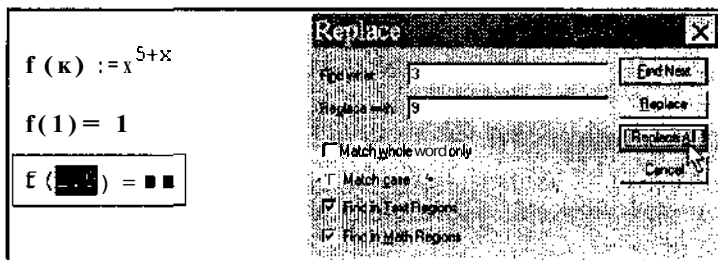 f(x) := x^5+x
f(1) = 1
f( ) = ■ ■
Replace
Find what: 3
Replace with: 9
Find Next
Replace
Replace All
Cancel
Match whole word only
Match case
Find in Text Regions
Find in Math Regions